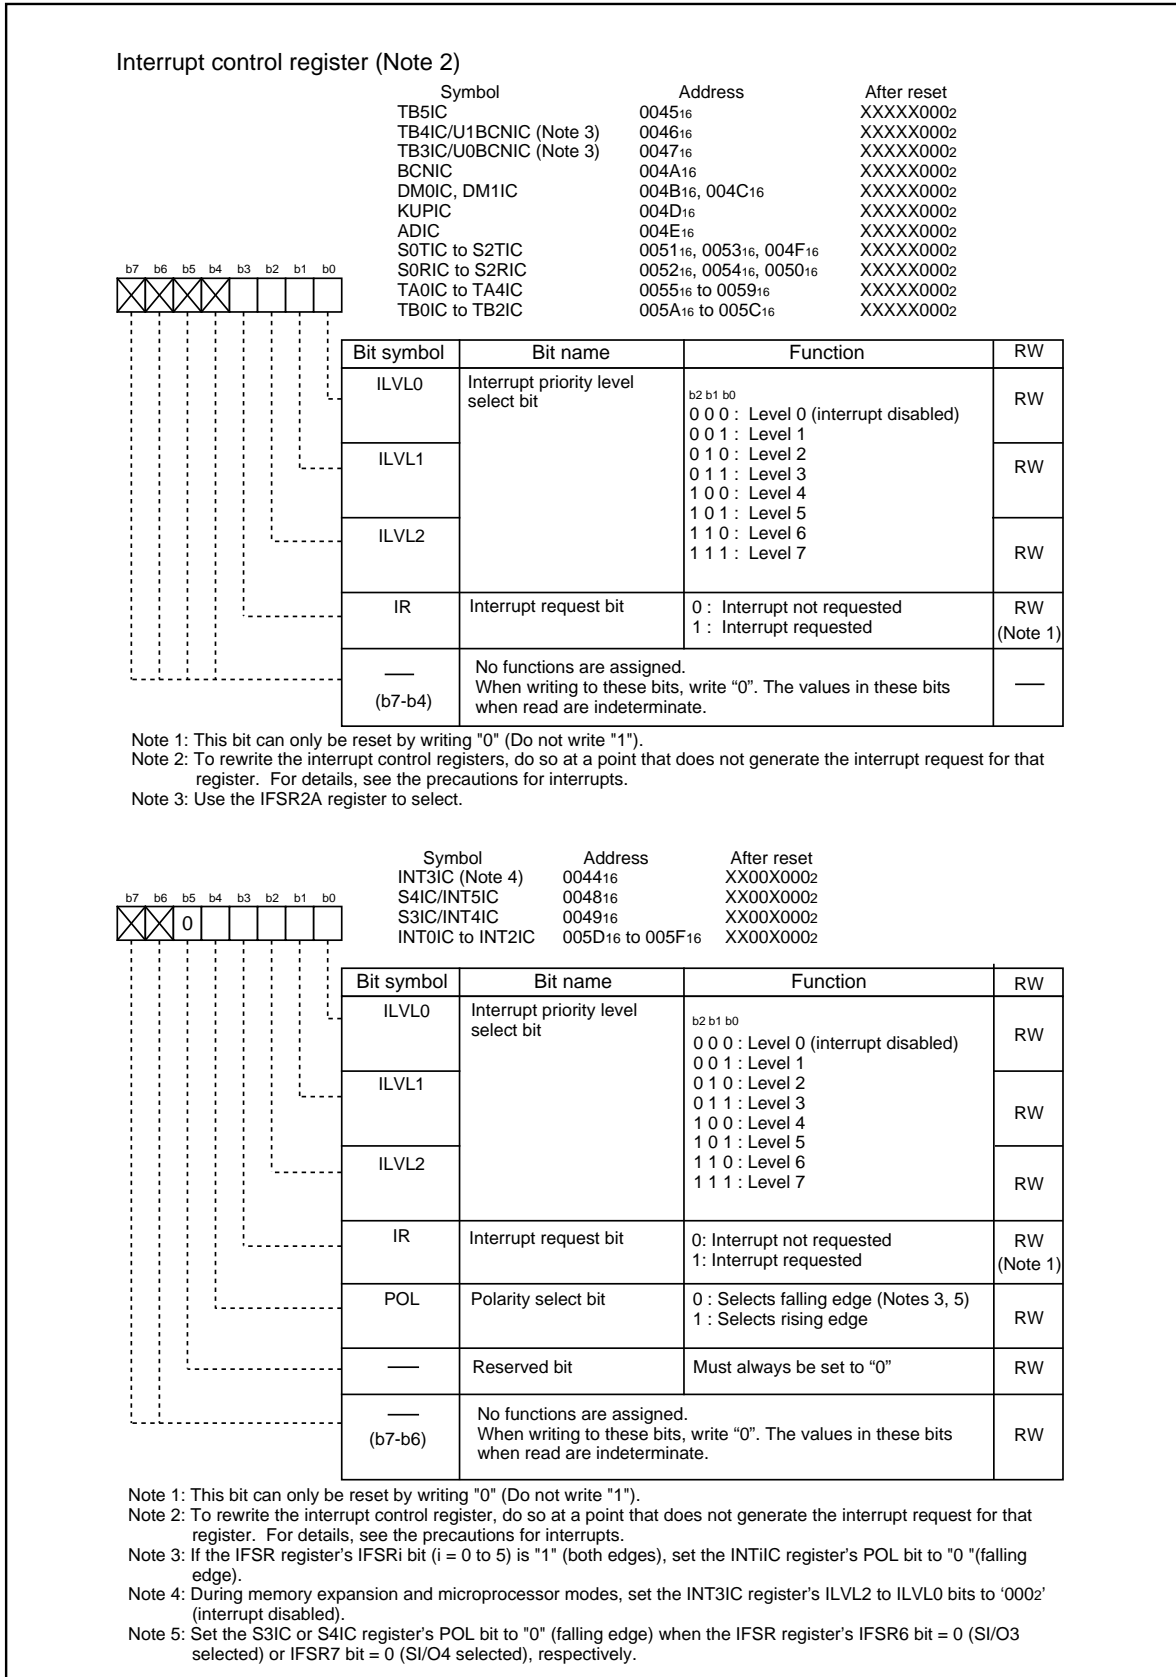 Interrupt control register (Note 2)
Symbol Address After reset
TB5IC 004516 XXXXX0002
TB4IC/U1BCNIC (Note 3) 004616 XXXXX0002
TB3IC/U0BCNIC (Note 3) 004716 XXXXX0002
BCNIC 004A16 XXXXX0002
DM0IC, DM1IC 004B16, 004C16 XXXXX0002
KUPIC 004D16 XXXXX0002
ADIC 004E16 XXXXX0002
S0TIC to S2TIC 005116, 005316, 004F16 XXXXX0002
S0RIC to S2RIC 005216, 005416, 005016 XXXXX0002
TA0IC to TA4IC 005516 to 005916 XXXXX0002
TB0IC to TB2IC 005A16 to 005C16 XXXXX0002
b7 b6 b5 b4 b3 b2 b1 b0
Bit symbol Bit name Function RW
ILVL0 Interrupt priority level RW
select bit
b2 b1 b0
0 0 0 : Level 0 (interrupt disabled)
0 0 1 : Level 1
ILVL1 0 1 0 : Level 2 RW
0 1 1 : Level 3
1 0 0 : Level 4
1 0 1 : Level 5
ILVL2 1 1 0 : Level 6 RW
1 1 1 : Level 7
IR Interrupt request bit 0 : Interrupt not requested RW
1 : Interrupt requested (Note 1)
No functions are assigned.
When writing to these bits, write “0”. The values in these bits
(b7-b4) when read are indeterminate.
Note 1: This bit can only be reset by writing "0" (Do not write "1").
Note 2: To rewrite the interrupt control registers, do so at a point that does not generate the interrupt request for that
register. For details, see the precautions for interrupts.
Note 3: Use the IFSR2A register to select.
Symbol Address After reset
INT3IC (Note 4) 004416 XX00X0002
S4IC/INT5IC 004816 XX00X0002
S3IC/INT4IC 004916 XX00X0002
INT0IC to INT2IC 005D16 to 005F16 XX00X0002
b7 b6 b5 b4 b3 b2 b1 b0
0
Bit symbol Bit name Function RW
ILVL0 Interrupt priority level RW
select bit
b2 b1 b0
0 0 0 : Level 0 (interrupt disabled)
0 0 1 : Level 1
ILVL1 0 1 0 : Level 2 RW
0 1 1 : Level 3
1 0 0 : Level 4
1 0 1 : Level 5
ILVL2 1 1 0 : Level 6 RW
1 1 1 : Level 7
IR Interrupt request bit 0: Interrupt not requested RW
1: Interrupt requested (Note 1)
POL Polarity select bit 0 : Selects falling edge (Notes 3, 5) RW
1 : Selects rising edge
Reserved bit Must always be set to “0” RW
No functions are assigned.
When writing to these bits, write “0”. The values in these bits RW
(b7-b6) when read are indeterminate.
Note 1: This bit can only be reset by writing "0" (Do not write "1").
Note 2: To rewrite the interrupt control register, do so at a point that does not generate the interrupt request for that
register. For details, see the precautions for interrupts.
Note 3: If the IFSR register’s IFSRi bit (i = 0 to 5) is "1" (both edges), set the INTiIC register’s POL bit to "0 "(falling
edge).
Note 4: During memory expansion and microprocessor modes, set the INT3IC register’s ILVL2 to ILVL0 bits to ‘0002’
(interrupt disabled).
Note 5: Set the S3IC or S4IC register’s POL bit to "0" (falling edge) when the IFSR register’s IFSR6 bit = 0 (SI/O3
selected) or IFSR7 bit = 0 (SI/O4 selected), respectively.